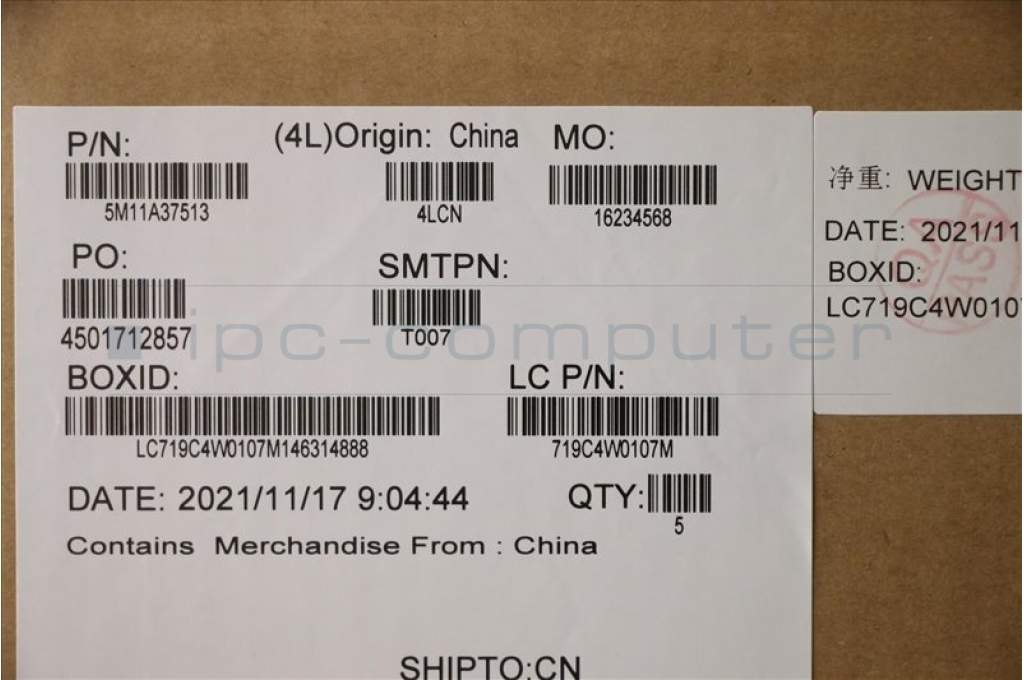 P/N: (4L)Origin: China MO:
5M11A37513 4LCN 16234568
PO: SMTPN:
4501712857 T007
BOXID: LC P/N:
LC719C4W0107M146314888 719C4W0107M
DATE: 2021/11/17 9:04:44 QTY:
5
Contains Merchandise From : China
SHIPTO:CN
净重: WEIGHT
DATE: 2021/11
BOXID:
LC719C4W0107
QA
ipc-computer